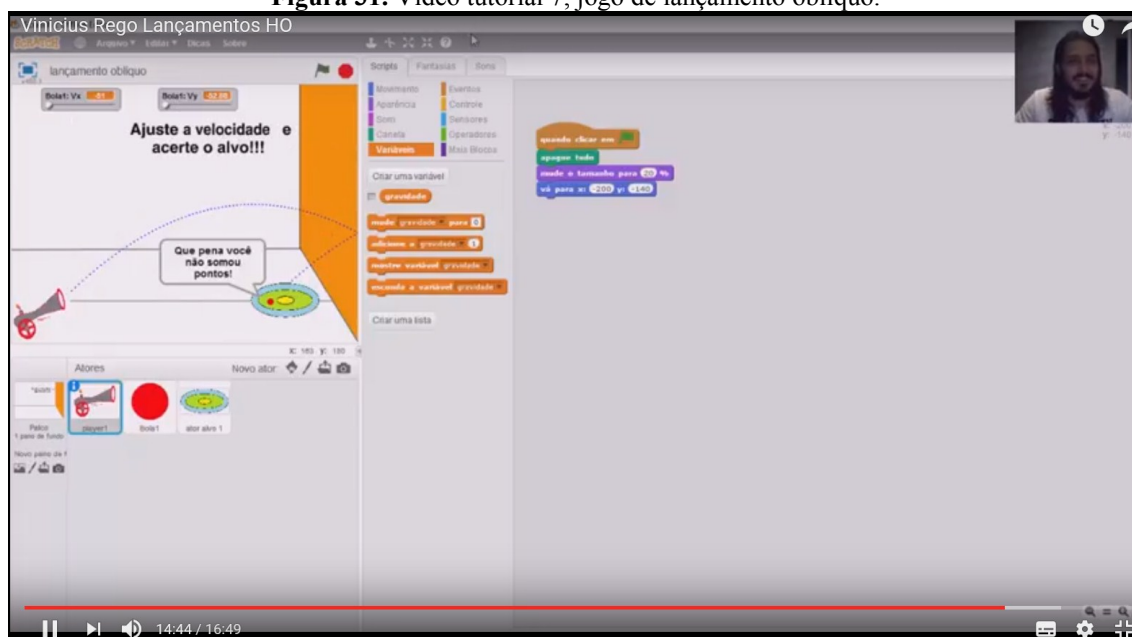 Figura 31: Vídeo tutorial 7, jogo de lançamento oblíquo.
Vinicius Rego Lançamentos HO
SCRATCH Arquivo Editar Dicas Sobre
lançamento obliquo
Scripts Fantasias Sons
Bola1: Vx
Bola1: Vy
Ajuste a velocidade e
acerte o alvo!!!
Que pena você
não somou
pontos!
Movimento Eventos
Aparência Controle
Som Sensores
Caneta Operadores
Variáveis Mais Blocos
Criar uma variável
gravidade
mude gravidade para 0
adicione a gravidade 1
mostre variável gravidade
esconda a variável gravidade
Criar uma lista
quando clicar em
apague tudo
mude o tamanho para 20 %
vá para x: -200 y: -140
x: 163 y: 180
Atores Novo ator:
Palco
1 pano de fundo
player1
Bola1
ator alvo 1
14:44 / 16:49